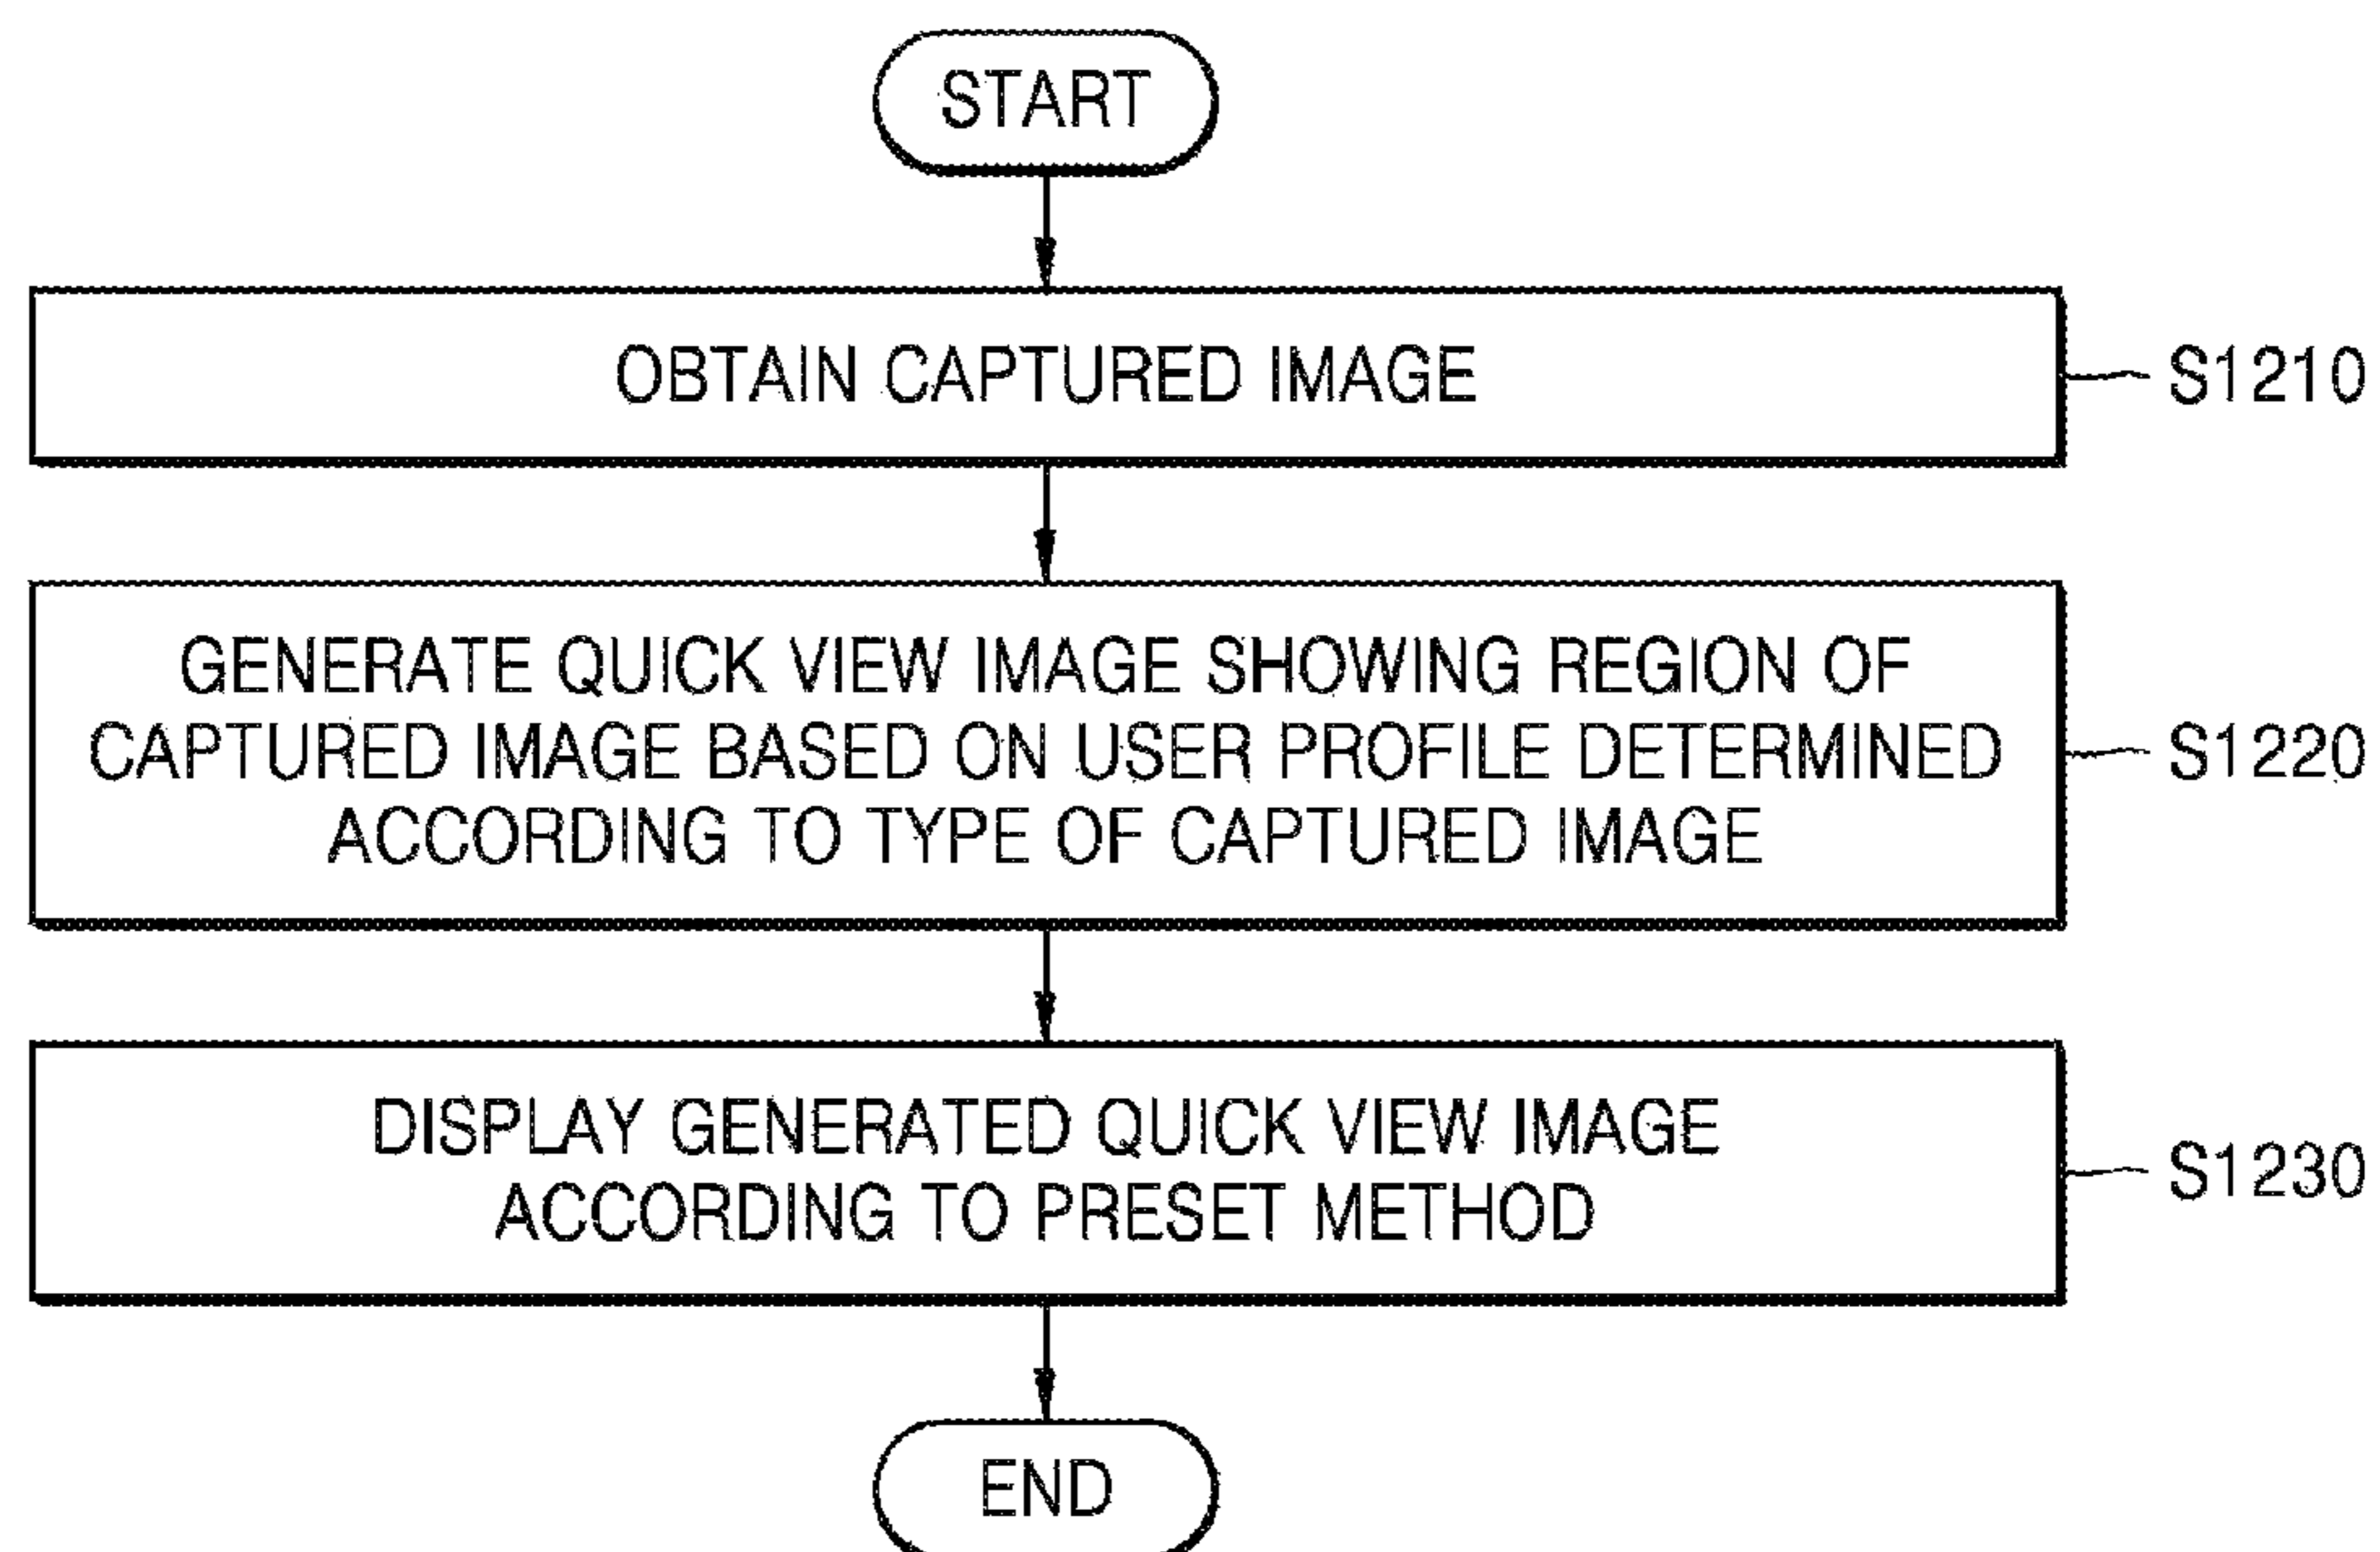 START
OBTAIN CAPTURED IMAGE
S1210
GENERATE QUICK VIEW IMAGE SHOWING REGION OF
CAPTURED IMAGE BASED ON USER PROFILE DETERMINED
S1220
ACCORDING TO TYPE OF CAPTURED IMAGE
DISPLAY GENERATED QUICK VIEW IMAGE
S1230
ACCORDING TO PRESET METHOD
END